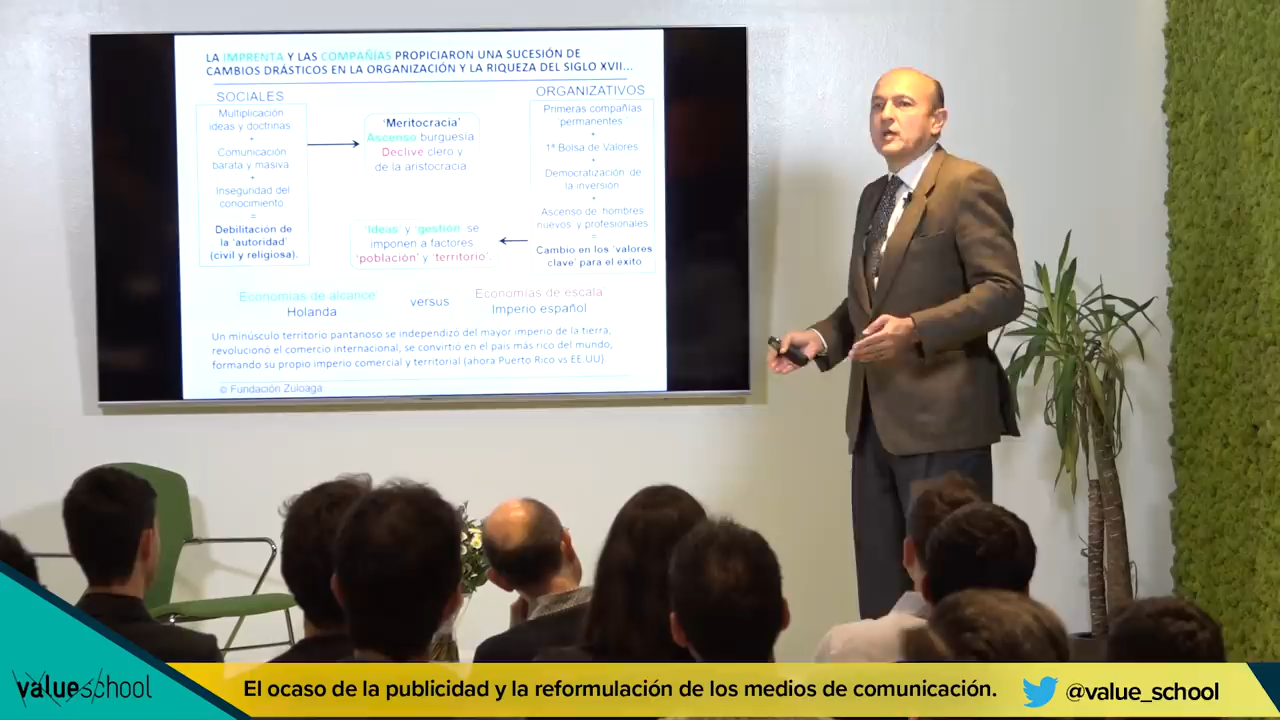 LA IMPRENTA Y LAS COMPAÑÍAS PROPICIARON UNA SUCESIÓN DE
CAMBIOS DRÁSTICOS EN LA ORGANIZACIÓN Y LA RIQUEZA DEL SIGLO XVII...
SOCIALES
Multiplicación
ideas y doctrinas
+
Comunicación
barata y masiva
+
Inseguridad del
conocimiento
=
Debilitación de
la 'autoridad'
(civil y religiosa).
'Meritocracia'
Ascenso burguesía
Declive clero y
de la aristocracia
ORGANIZATIVOS
Primeras compañías
permanentes
+
1ª Bolsa de Valores
+
Democratización de
la inversión
+
Ascenso de hombres
nuevos y profesionales
=
Cambio en los 'valores
clave' para el exito
'Ideas' y 'gestión' se
imponen a factores
'población' y 'territorio'.
Economías de alcance
Holanda
versus
Economías de escala
Imperio español
Un minúsculo territorio pantanoso se independizó del mayor imperio de la tierra,
revolucionó el comercio internacional, se convirtió en el país más rico del mundo,
formando su propio imperio comercial y territorial (ahora Puerto Rico vs EE.UU)
© Fundación Zuloaga
valueschool
El ocaso de la publicidad y la reformulación de los medios de comunicación.
@value_school